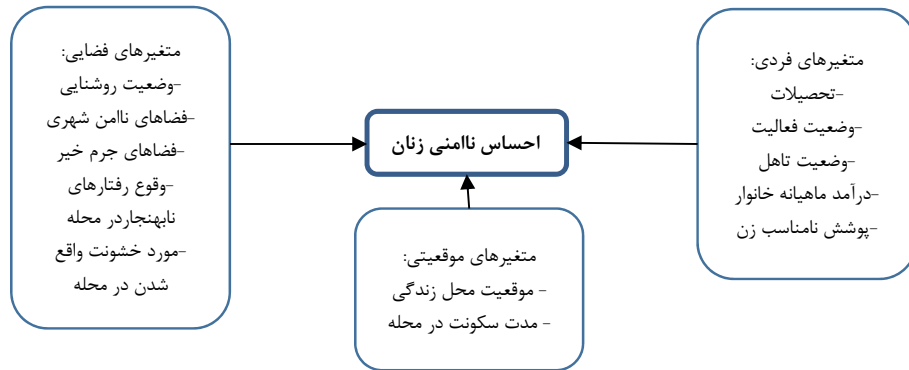 متغیرهای فردی:
-تحصیلات
-وضعیت فعالیت
-وضعیت تاهل
-درآمد ماهیانه خانوار
-پوشش نامناسب زن
احساس ناامنی زنان
متغیرهای فضایی:
-وضعیت روشنایی
-فضاهای ناامن شهری
-فضاهای جرم خیر
-وقوع رفتارهای
نابهنجاردر محله
-مورد خشونت واقع
شدن در محله
متغیرهای موقعیتی:
- موقعیت محل زندگی
- مدت سکونت در محله